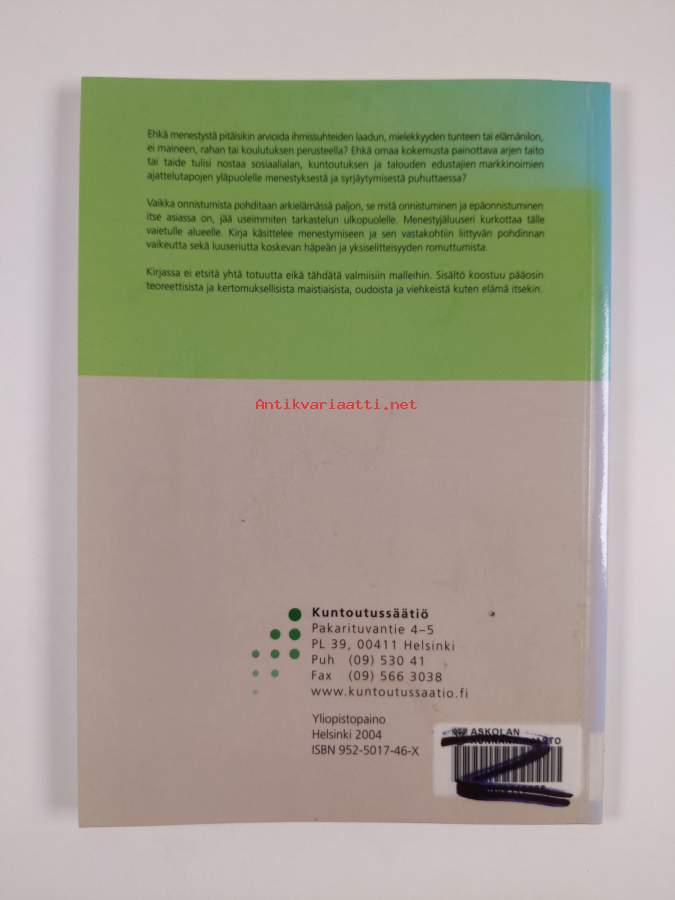 Ehkä menestystä pitäisikin arvioida ihmissuhteiden laadun, mielekkyyden tunteen tai elämänilon,
ei maineen, rahan tai koulutuksen perusteella? Ehkä omaa kokemusta painottava arjen taito
tai taide tulisi nostaa sosiaalialan, kuntoutuksen ja talouden edustajien markkinoimien
ajattelutapojen yläpuolelle menestyksestä ja syrjäytymisestä puhuttaessa?
Vaikka onnistumista pohditaan arkielämässä paljon, se mitä onnistuminen ja epäonnistuminen
itse asiassa on, jää useimmiten tarkastelun ulkopuolelle. Menestyjäluuseri kurkottaa tälle
vaietulle alueelle. Kirja käsittelee menestymiseen ja sen vastakohtiin liittyvän pohdinnan
vaikeutta sekä luuseriutta koskevan häpeän ja yksiselitteisyyden romuttumista.
Kirjassa ei etsitä yhtä totuutta eikä tähdätä valmiisiin malleihin. Sisältö koostuu pääosin
teoreettisista ja kertomuksellisista maistiaisista, oudoista ja viehkeistä kuten elämä itsekin.
Antikvariaatti.net
Kuntoutussäätiö
Pakarituvantie 4–5
PL 39, 00411 Helsinki
Puh (09) 530 41
Fax (09) 566 3038
www.kuntoutussaatio.fi
Yliopistopaino
Helsinki 2004
ISBN 952-5017-46-X
ASKOLAN